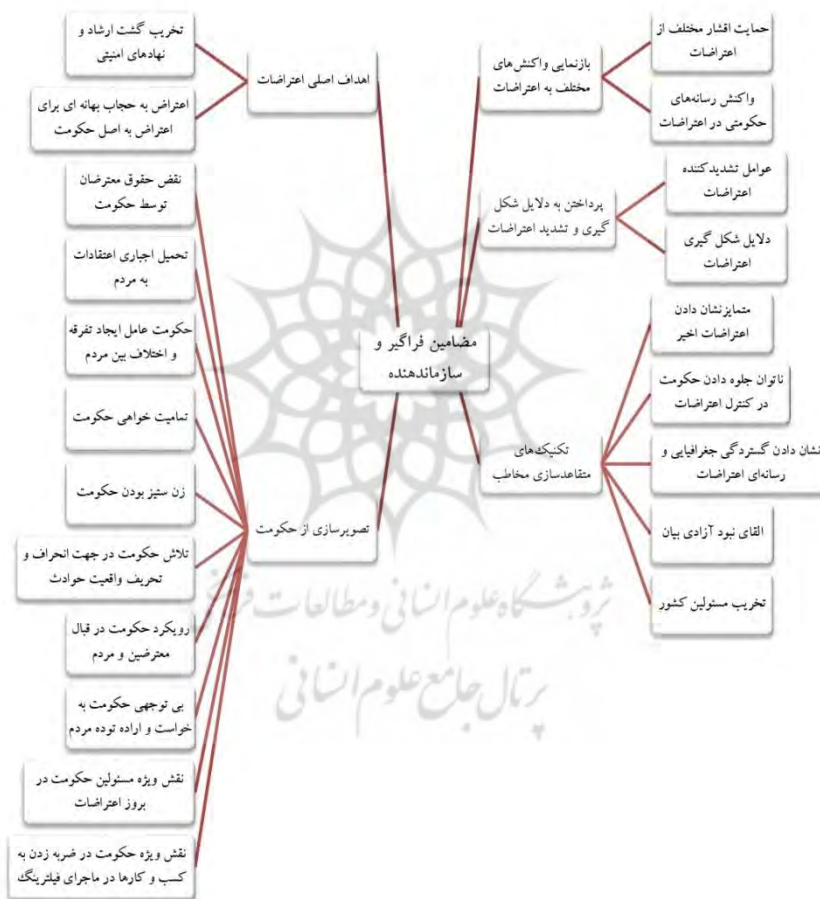 حمایت اقشار مختلف از
اعتراضات
واکنش رسانه‌های
حکومتی در اعتراضات
بازنمایی واکنش‌های
مختلف به اعتراضات
عوامل تشدیدکننده
اعتراضات
دلایل شکل گیری
اعتراضات
پرداختن به دلایل شکل
گیری و تشدید اعتراضات
متمایزنشان دادن
اعتراضات اخیر
ناتوان جلوه دادن حکومت
در کنترل اعتراضات
نشان دادن گستردگی جغرافیایی و
رسانه‌ای اعتراضات
القای نبود آزادی بیان
تخریب مسئولین کشور
تکنیک‌های
متقاعدسازی مخاطب
مضامین فراگیر و
سازماندهنده
اهداف اصلی اعتراضات
تخریب گشت ارشاد و
نهادهای امنیتی
اعتراض به حجاب بهانه ای برای
اعتراض به اصل حکومت
تصویرسازی از حکومت
نقض حقوق معترضان
توسط حکومت
تحمیل اجباری اعتقادات
به مردم
حکومت عامل ایجاد تفرقه
و اختلاف بین مردم
تمامیت خواهی حکومت
زن ستیز بودن حکومت
تلاش حکومت در جهت انحراف و
تحریف واقعیت حوادث
رویکرد حکومت در قبال
معترضین و مردم
بی توجهی حکومت به
خواست و اراده توده مردم
نقش ویژه مسئولین حکومت در
بروز اعتراضات
نقش ویژه حکومت در ضربه زدن به
کسب و کارها در ماجرای فیلترینگ
پژوهشگاه علوم انسانی و مطالعات فرهنگی
پرتال جامع علوم انسانی